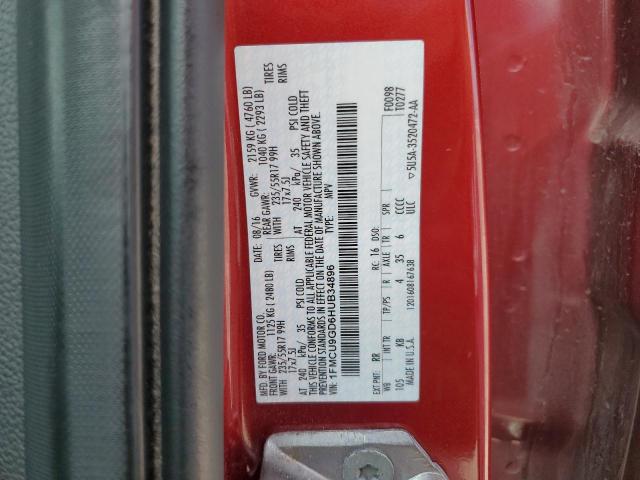 MFD. BY FORD MOTOR CO. 08/16 GVWR: 2159 KG ( 4760 LB)
FRONT GAWR: 1125 KG ( 2480 LB) REAR GAWR: 1040 KG ( 2293 LB)
WITH 235/55R17 99H TIRES WITH 235/55R17 99H TIRES
17x7.5J RIMS 17x7.5J RIMS
AT 240 kPa/ 35 PSI COLD AT 240 kPa/ 35 PSI COLD
THIS VEHICLE CONFORMS TO ALL APPLICABLE FEDERAL MOTOR VEHICLE SAFETY AND THEFT
PREVENTION STANDARDS IN EFFECT ON THE DATE OF MANUFACTURE SHOWN ABOVE.
VIN: 1FMCU9GD6HUB34896 TYPE: MPV
F0098
T0277
EXT PNT: RR RC: 16 DSO:
WB INT TR TP/PS R AXLE TR SPR
105 KB 4 35 6 CCCC
ULC
MADE IN U.S.A. 1201608167638 ▽5U5A-3520472-AA